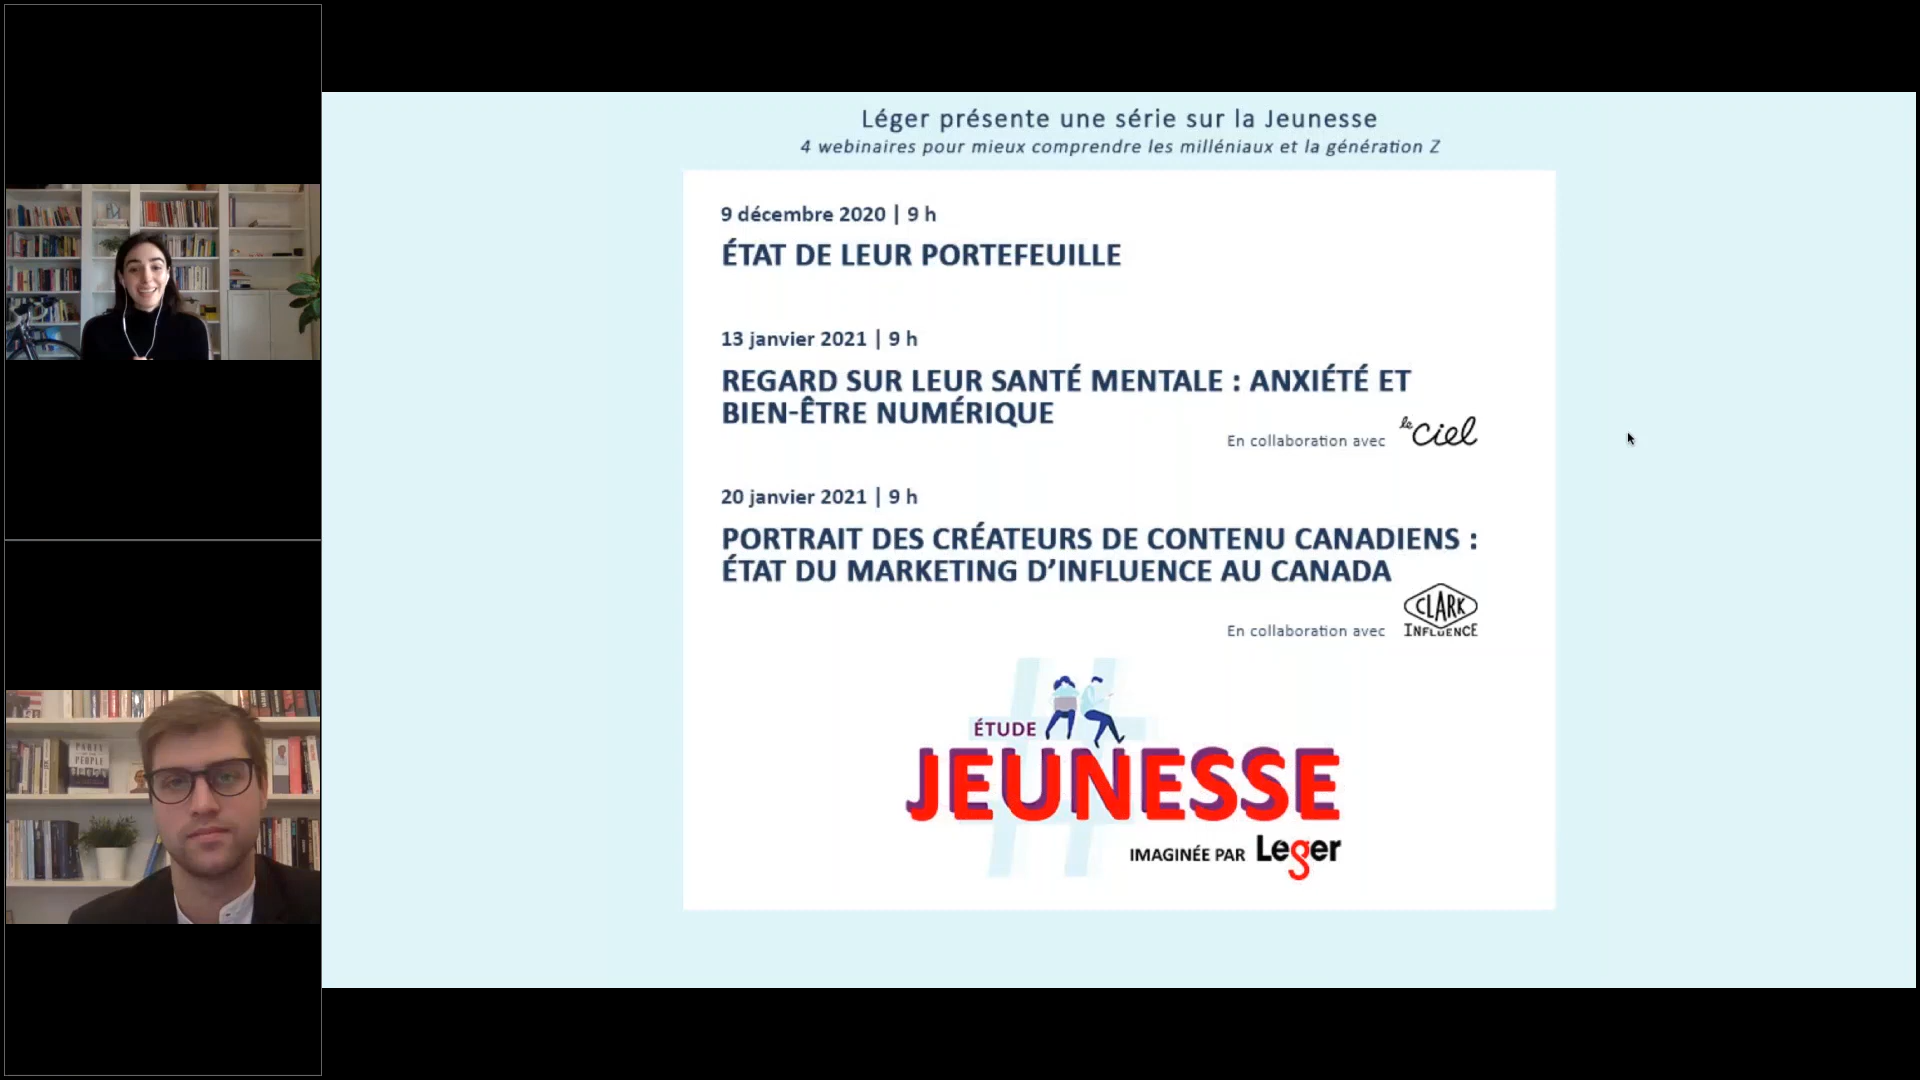 Léger présente une série sur la Jeunesse
4 webinaires pour mieux comprendre les milléniaux et la génération Z
9 décembre 2020 | 9 h
ÉTAT DE LEUR PORTEFEUILLE
13 janvier 2021 | 9 h
REGARD SUR LEUR SANTÉ MENTALE : ANXIÉTÉ ET
BIEN-ÊTRE NUMÉRIQUE
En collaboration avec le ciel
20 janvier 2021 | 9 h
PORTRAIT DES CRÉATEURS DE CONTENU CANADIENS :
ÉTAT DU MARKETING D'INFLUENCE AU CANADA
En collaboration avec CLARK
INFLUENCE
ÉTUDE
JEUNESSE
IMAGINÉE PAR Leger
PEOPLE